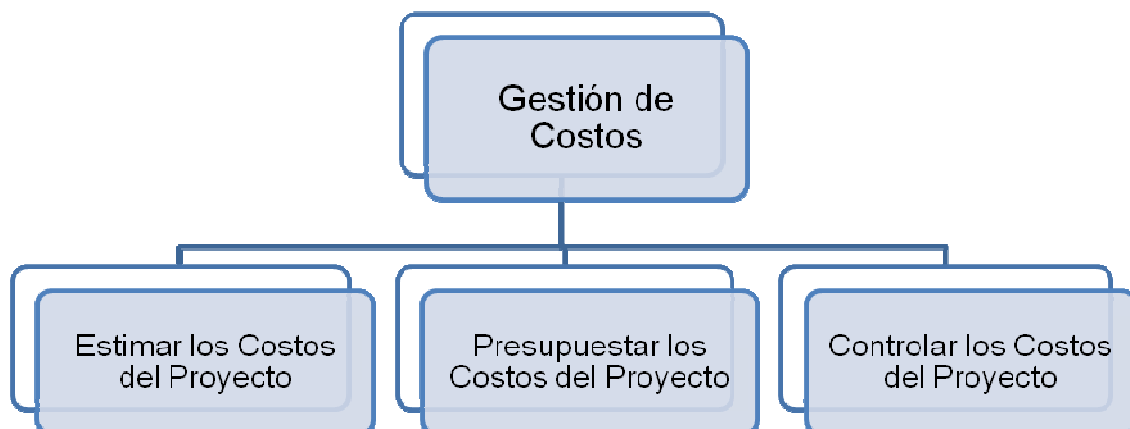 Gestión de
Costos
Estimar los Costos
del Proyecto
Presupuestar los
Costos del Proyecto
Controlar los Costos
del Proyecto